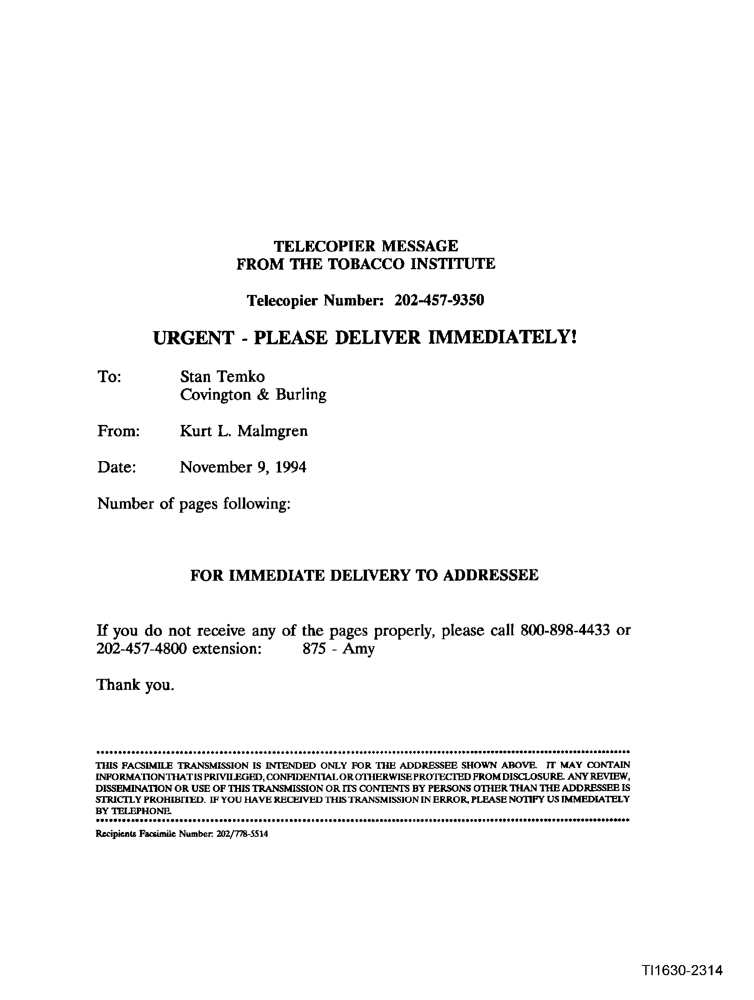 TELECOPIER MESSAGE
FROM THE TOBACCO INSTITUTE
Telecopier Number: 202-457-9350
URGENT - PLEASE DELIVER IMMEDIATELY!
To: Stan Temko
Covington & Burling
From: Kurt L. Malmgren
Date: November 9, 1994
Number of pages following:
FOR IMMEDIATE DELIVERY TO ADDRESSEE
If you do not receive any of the pages properly, please call 800-898-4433 or
202-457-4800 extension: 875 - Amy
Thank you.
THIS FACSIMILE TRANSMISSION IS INTENDED ONLY FOR THE ADDRESSEE SHOWN ABOVE. IT MAY CONTAIN
INFORMATION THAT IS PRIVILEGED, CONFIDENTIAL OR OTHERWISE PROTECTED FROM DISCLOSURE. ANY REVIEW,
DISSEMINATION OR USE OF THIS TRANSMISSION OR ITS CONTENTS BY PERSONS OTHER THAN THE ADDRESSEE IS
STRICTLY PROHIBITED. IF YOU HAVE RECEIVED THIS TRANSMISSION IN ERROR, PLEASE NOTIFY US IMMEDIATELY
BY TELEPHONE.
Recipients Facsimile Number: 202/778-5514
TI1630-2314